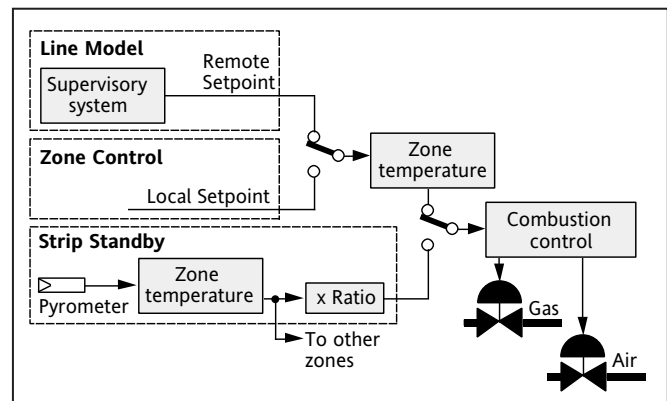 Line Model
Supervisory
system
Remote
Setpoint
Zone Control
Local Setpoint
Zone
temperature
Combustion
control
Strip Standby
Pyrometer
Zone
temperature
x Ratio
To other
zones
Gas
Air